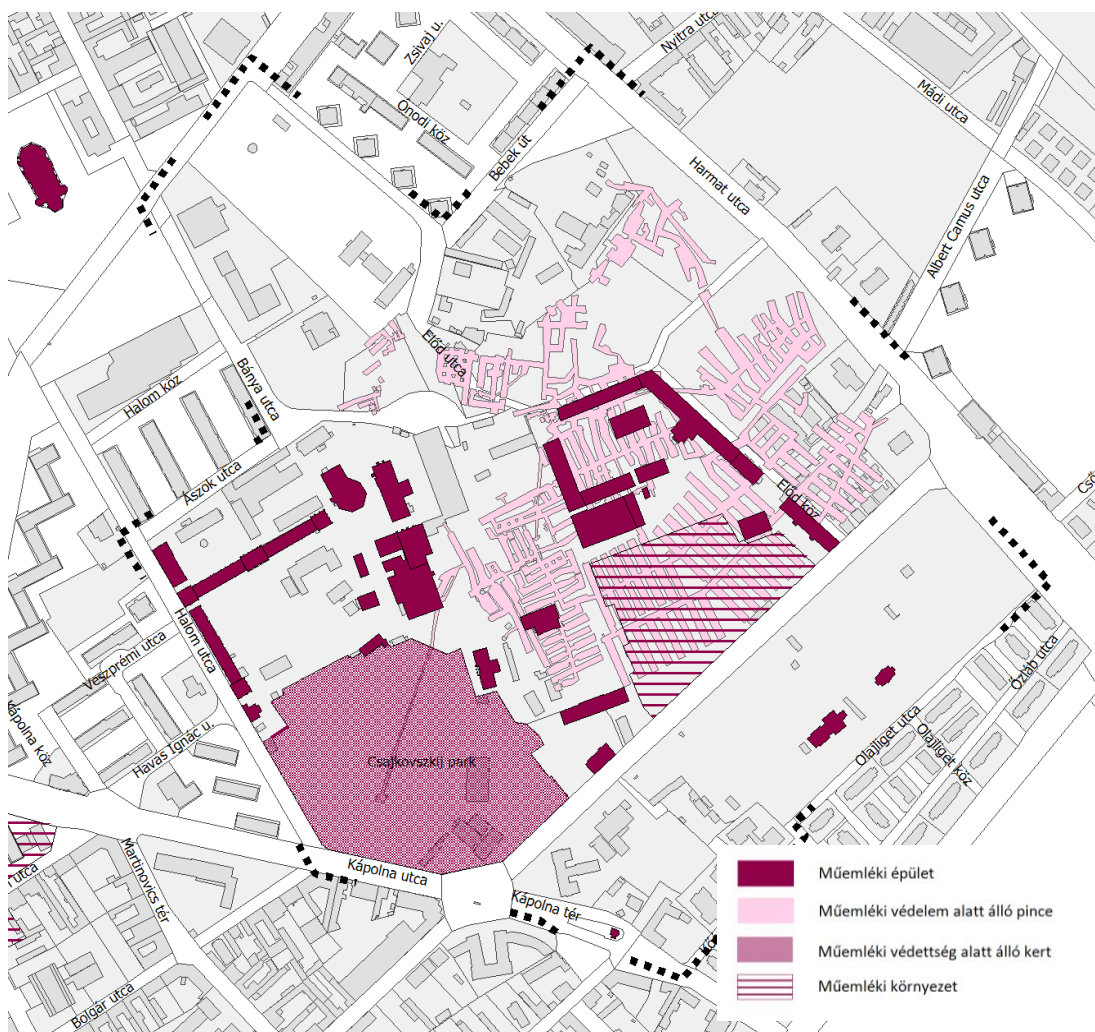 Zsivaj u.
Nyitra utca
Mádi utca
Ónodi köz
Bebek út
Harmat utca
Albert Camus utca
Előd utca
Bánya utca
Halom köz
Ászok utca
Előd köz
Halom utca
Veszprémi utca
Kápolna köz
Havas Ignác u.
Őzláb utca
Olajliget utca
Olajliget köz
Csajkovszkij park
Martinovics tér
Kápolna utca
Kápolna tér
Bolgár utca
Műemléki épület
Műemléki védelem alatt álló pince
Műemléki védettség alatt álló kert
Műemléki környezet